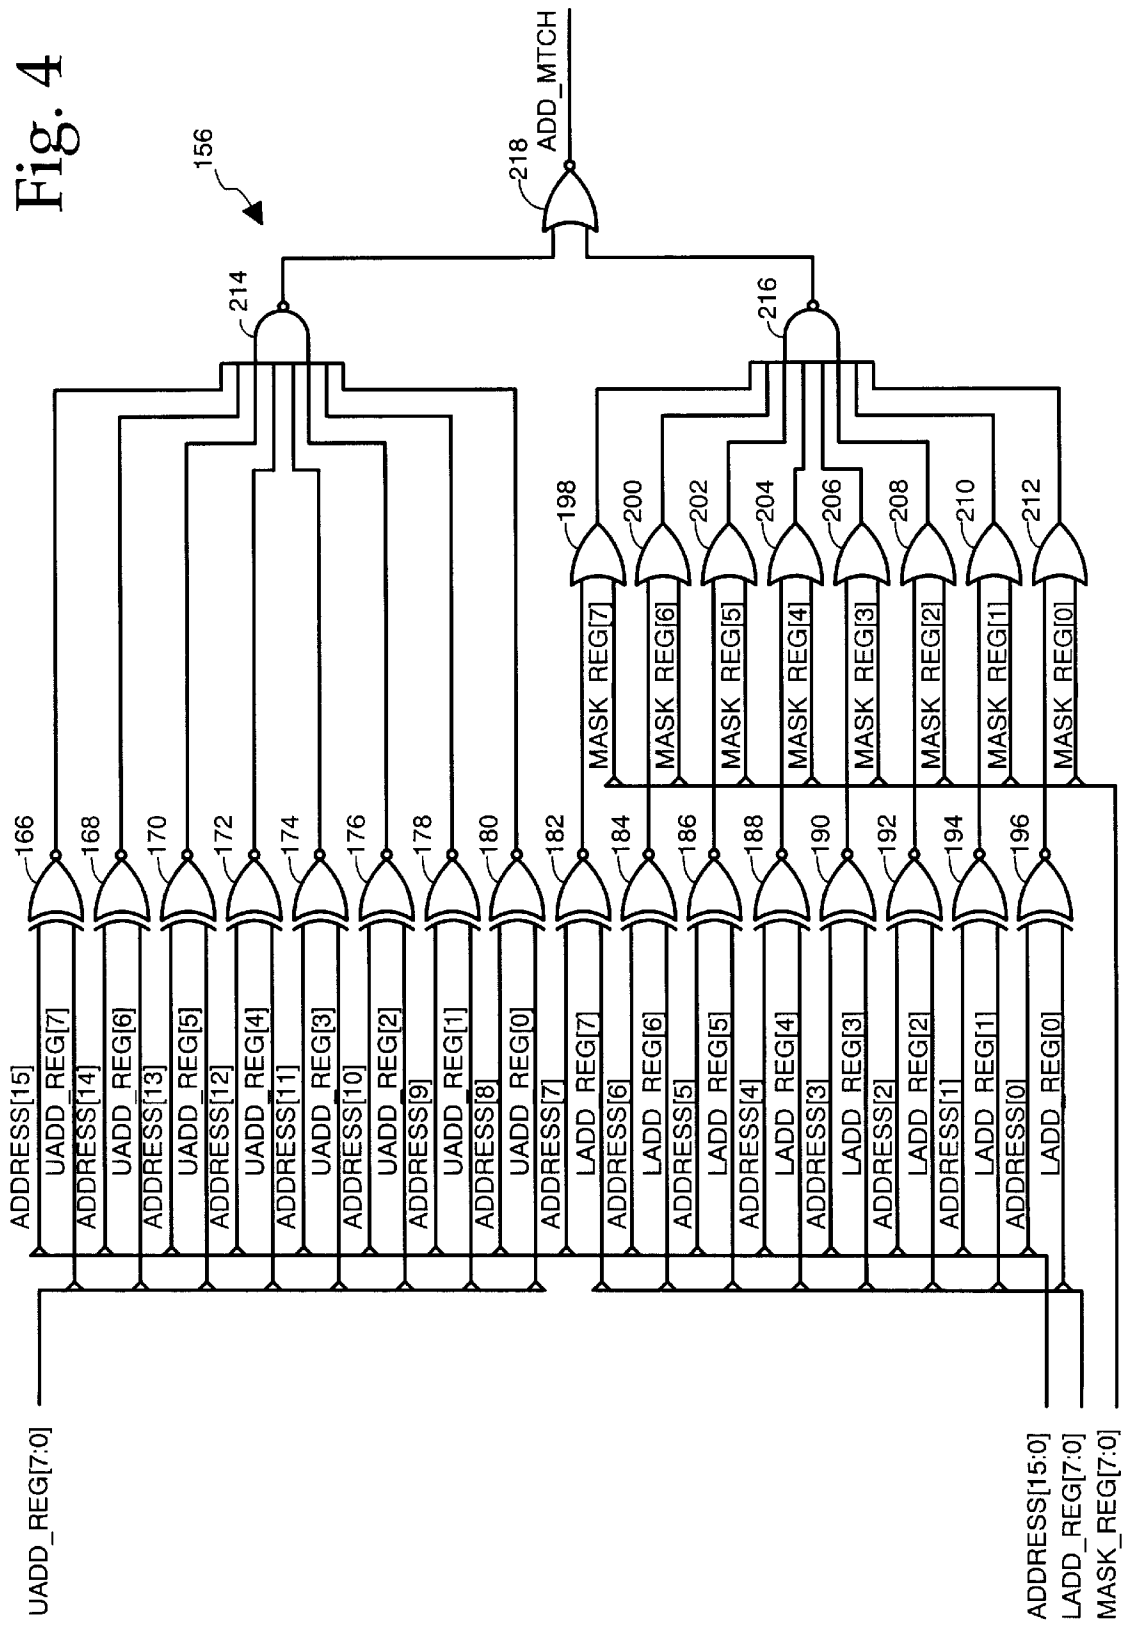 Fig. 4
156
UADD_REG[7:0]
ADDRESS[15:0]
LADD_REG[7:0]
MASK_REG[7:0]
ADDRESS[15]
UADD_REG[7]
ADDRESS[14]
UADD_REG[6]
ADDRESS[13]
UADD_REG[5]
ADDRESS[12]
UADD_REG[4]
ADDRESS[11]
UADD_REG[3]
ADDRESS[10]
UADD_REG[2]
ADDRESS[9]
UADD_REG[1]
ADDRESS[8]
UADD_REG[0]
ADDRESS[7]
LADD_REG[7]
ADDRESS[6]
LADD_REG[6]
ADDRESS[5]
LADD_REG[5]
ADDRESS[4]
LADD_REG[4]
ADDRESS[3]
LADD_REG[3]
ADDRESS[2]
LADD_REG[2]
ADDRESS[1]
LADD_REG[1]
ADDRESS[0]
LADD_REG[0]
166
168
170
172
174
176
178
180
182
184
186
188
190
192
194
196
MASK_REG[7]
MASK_REG[6]
MASK_REG[5]
MASK_REG[4]
MASK_REG[3]
MASK_REG[2]
MASK_REG[1]
MASK_REG[0]
198
200
202
204
206
208
210
212
214
216
218
ADD_MTCH